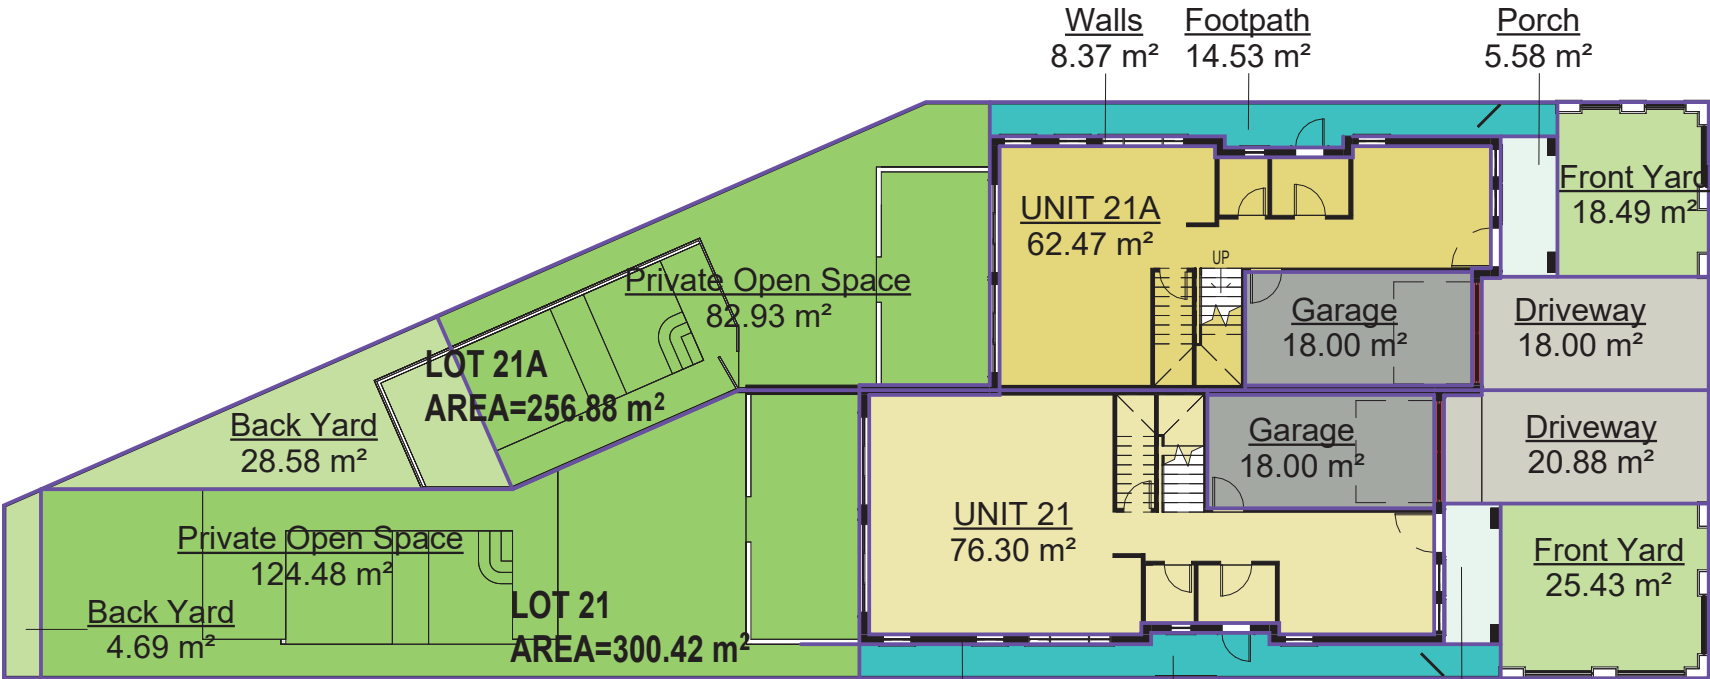 Walls
8.37 m²
Footpath
14.53 m²
Porch
5.58 m²
Front Yard
18.49 m²
UNIT 21A
62.47 m²
UP
Private Open Space
82.93 m²
Garage
18.00 m²
Driveway
18.00 m²
LOT 21A
AREA=256.88 m²
Back Yard
28.58 m²
Garage
18.00 m²
Driveway
20.88 m²
UNIT 21
76.30 m²
Private Open Space
124.48 m²
Front Yard
25.43 m²
Back Yard
4.69 m²
LOT 21
AREA=300.42 m²